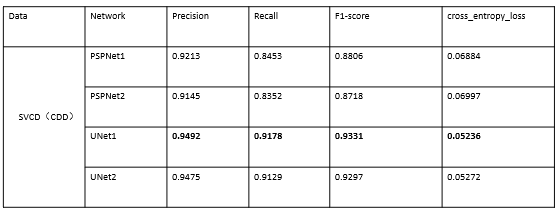 Data Network Precision Recall F1-score cross_entropy_loss
SVCD（CDD）
PSPNet1 0.9213 0.8453 0.8806 0.06884
PSPNet2 0.9145 0.8352 0.8718 0.06997
UNet1 0.9492 0.9178 0.9331 0.05236
UNet2 0.9475 0.9129 0.9297 0.05272